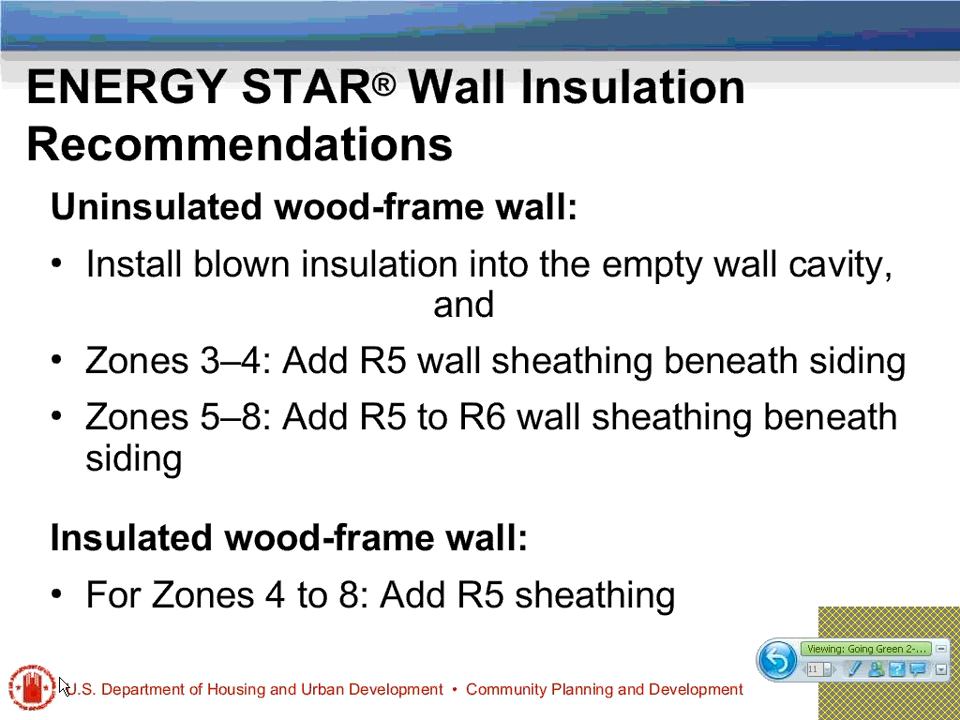 ENERGY STAR® Wall Insulation
Recommendations
Uninsulated wood-frame wall:
• Install blown insulation into the empty wall cavity,
and
• Zones 3–4: Add R5 wall sheathing beneath siding
• Zones 5–8: Add R5 to R6 wall sheathing beneath
siding
Insulated wood-frame wall:
• For Zones 4 to 8: Add R5 sheathing
Viewing: Going Green 2-...
11
U.S. Department of Housing and Urban Development • Community Planning and Development